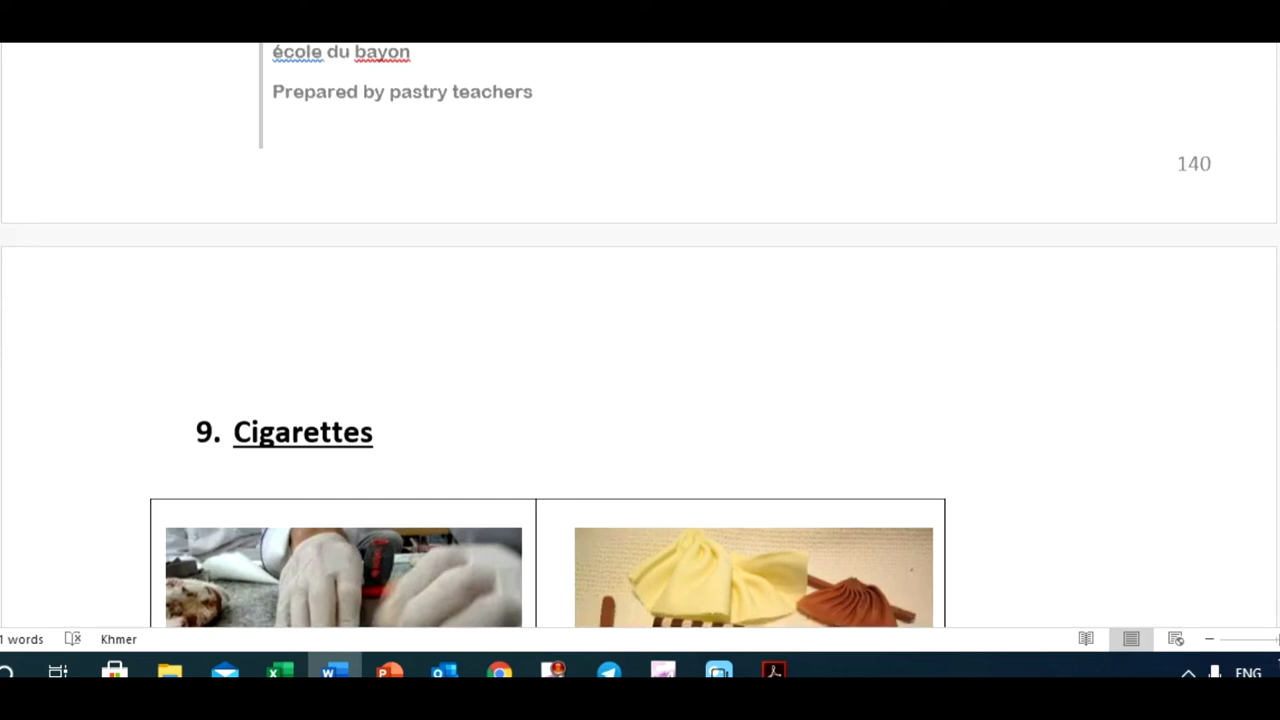 école du bayon
Prepared by pastry teachers
140
9. Cigarettes
1 words
Khmer
ENG